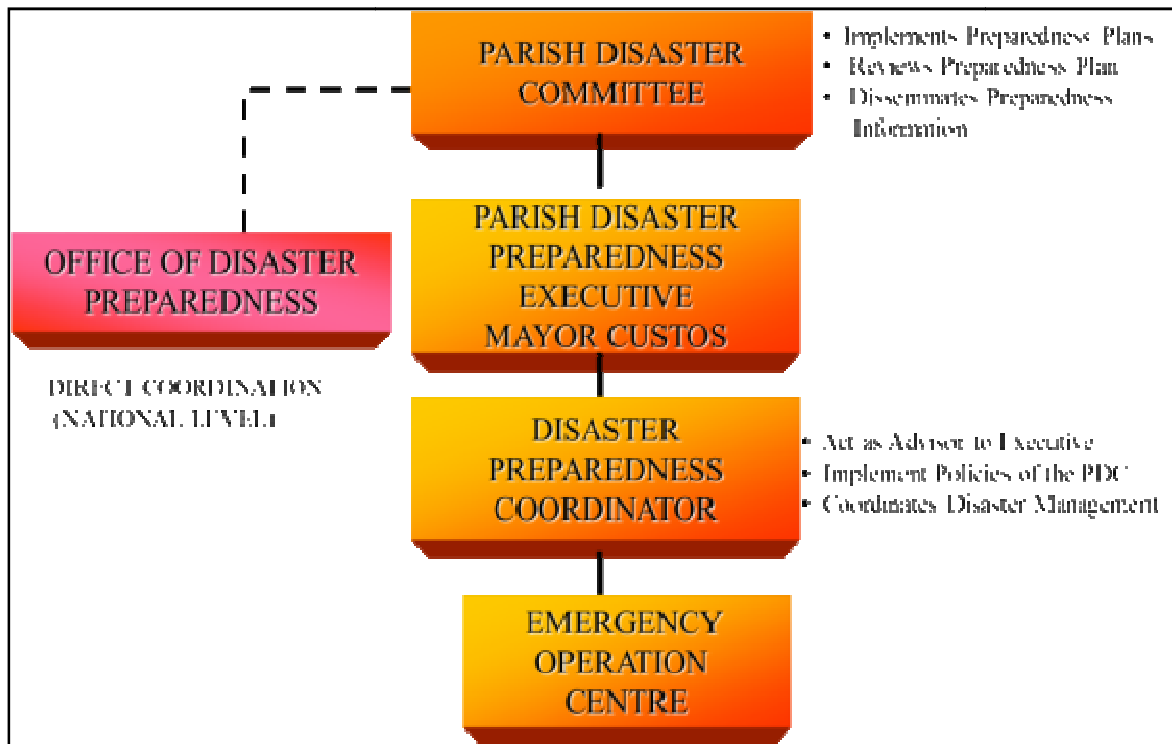 PARISH DISASTER
COMMITTEE
• Implements Preparedness Plans
• Reviews Preparedness Plan
• Disseminates Preparedness
Information
OFFICE OF DISASTER
PREPAREDNESS
DIRECT COORDINATION
(NATIONAL LEVEL)
PARISH DISASTER
PREPAREDNESS
EXECUTIVE
MAYOR CUSTOS
DISASTER
PREPAREDNESS
COORDINATOR
• Act as Advisor to Executive
• Implement Policies of the PDC
• Coordinates Disaster Management
EMERGENCY
OPERATION
CENTRE